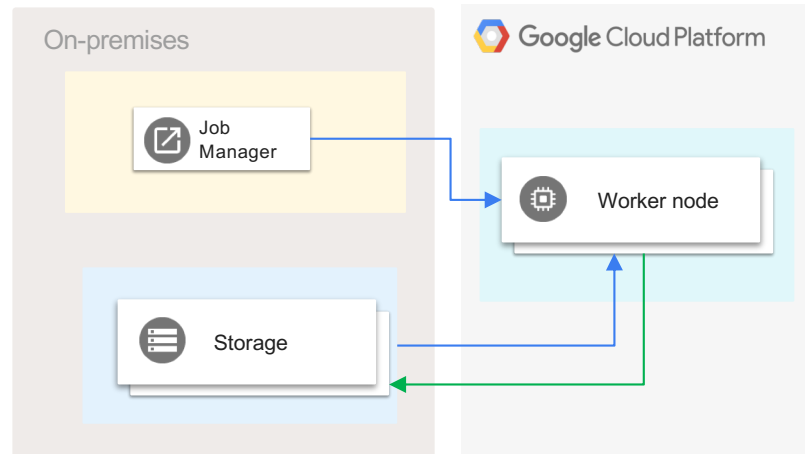 On-premises
Google Cloud Platform
Job
Manager
Worker node
Storage